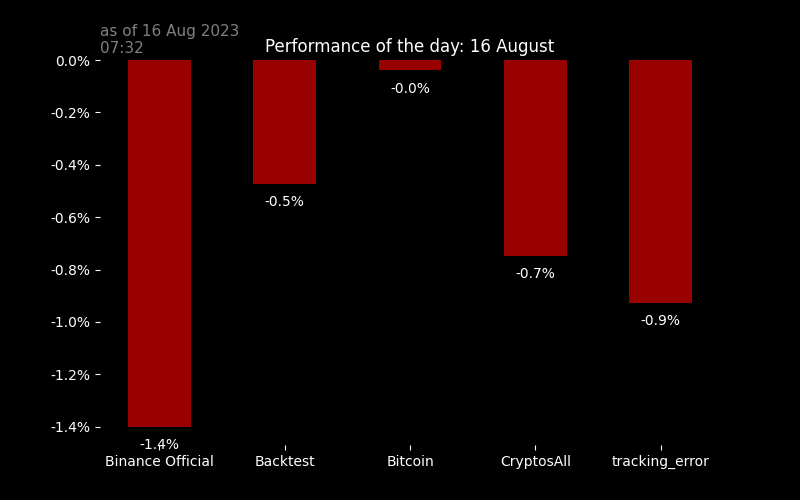 as of 16 Aug 2023
07:32
Performance of the day: 16 August
0.0%
-0.2%
-0.4%
-0.6%
-0.8%
-1.0%
-1.2%
-1.4%
-1.4%
-0.5%
-0.0%
-0.7%
-0.9%
Binance Official
Backtest
Bitcoin
CryptosAll
tracking_error